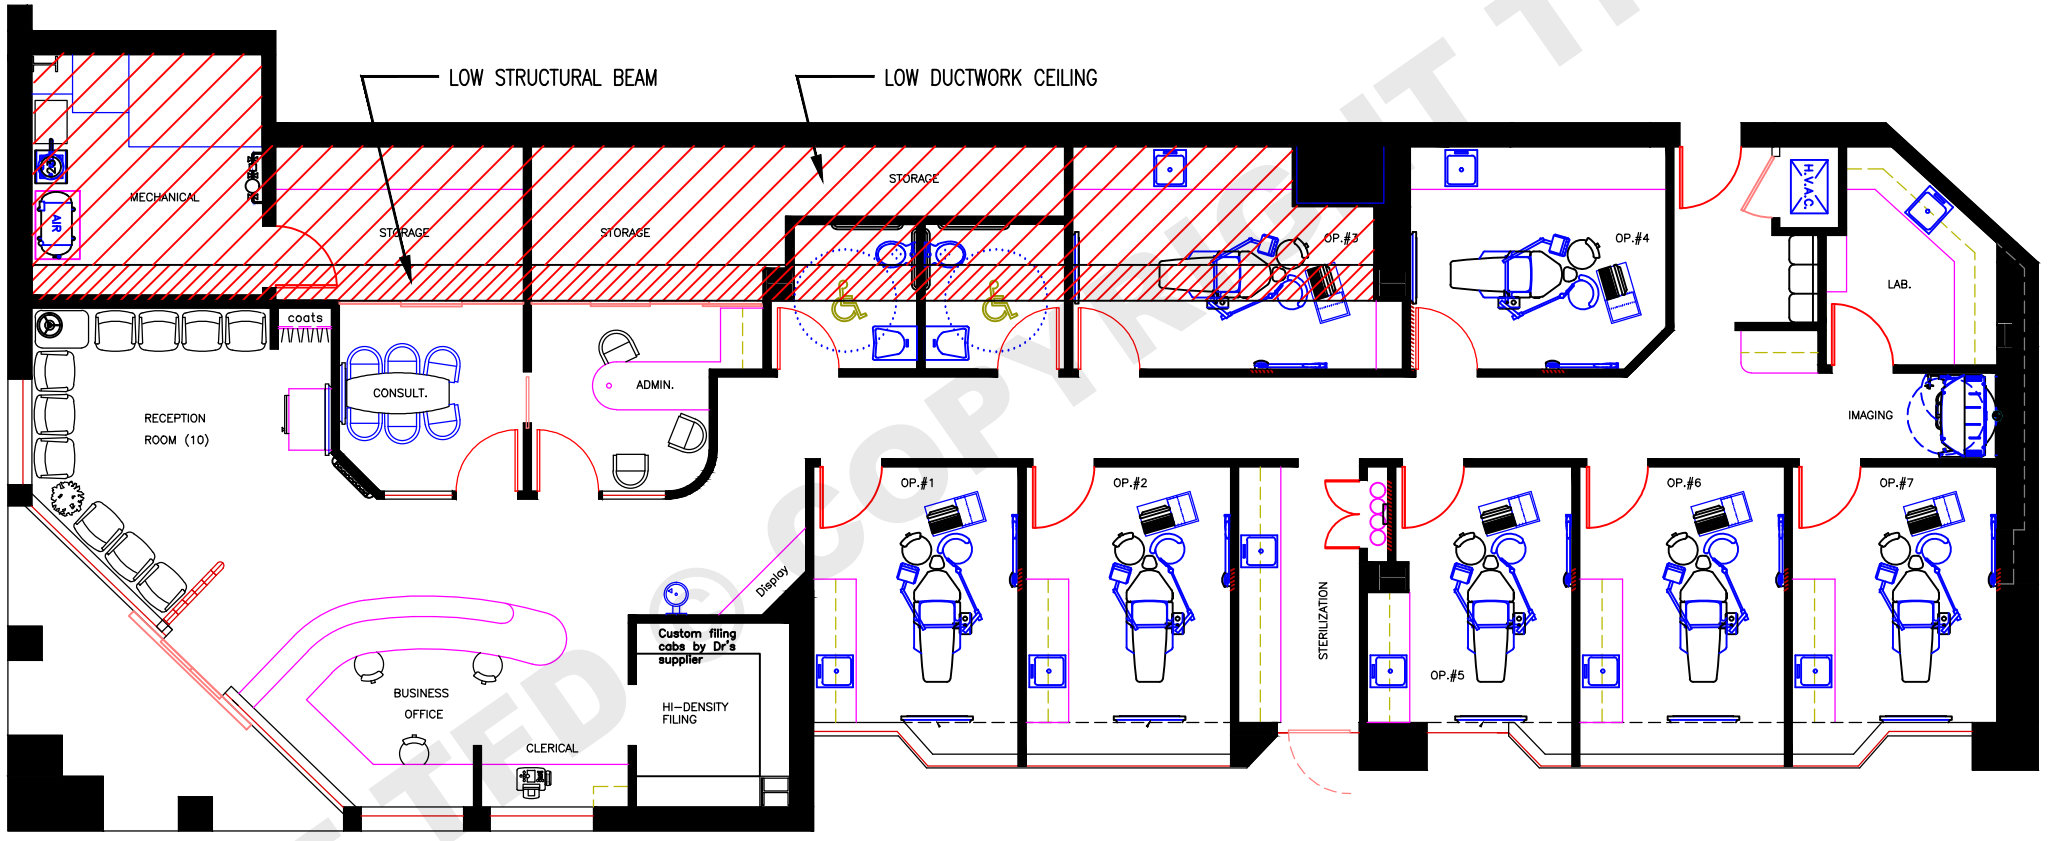 LOW STRUCTURAL BEAM
LOW DUCTWORK CEILING
MECHANICAL
AIR
STORAGE
STORAGE
STORAGE
OP.#3
OP.#4
H.V.A.C.
LAB.
coats
CONSULT.
ADMIN.
RECEPTION
ROOM (10)
IMAGING
OP.#1
OP.#2
OP.#6
OP.#7
OP.#5
STERILIZATION
Display
Custom filing
cabs by Dr's
supplier
HI-DENSITY
FILING
BUSINESS
OFFICE
CLERICAL
TED © COPYRIGHT